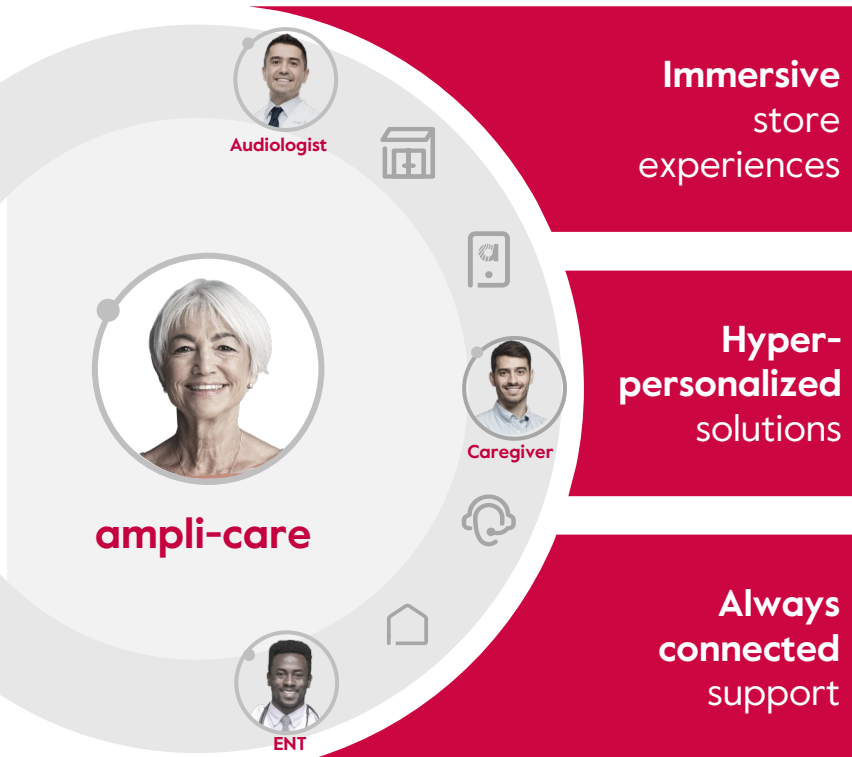 Audiologist
Caregiver
ampli-care
ENT
Immersive
store
experiences
Hyper-
personalized
solutions
Always
connected
support